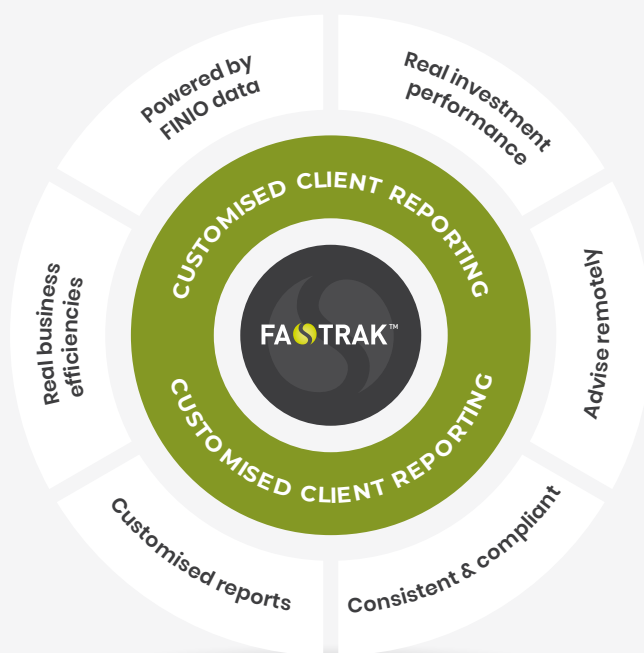 Powered by
FINIO data
Real investment
performance
Advise remotely
Consistent & compliant
Customised reports
Real business
efficiencies
CUSTOMISED CLIENT REPORTING
FASTRAK™
CUSTOMISED CLIENT REPORTING